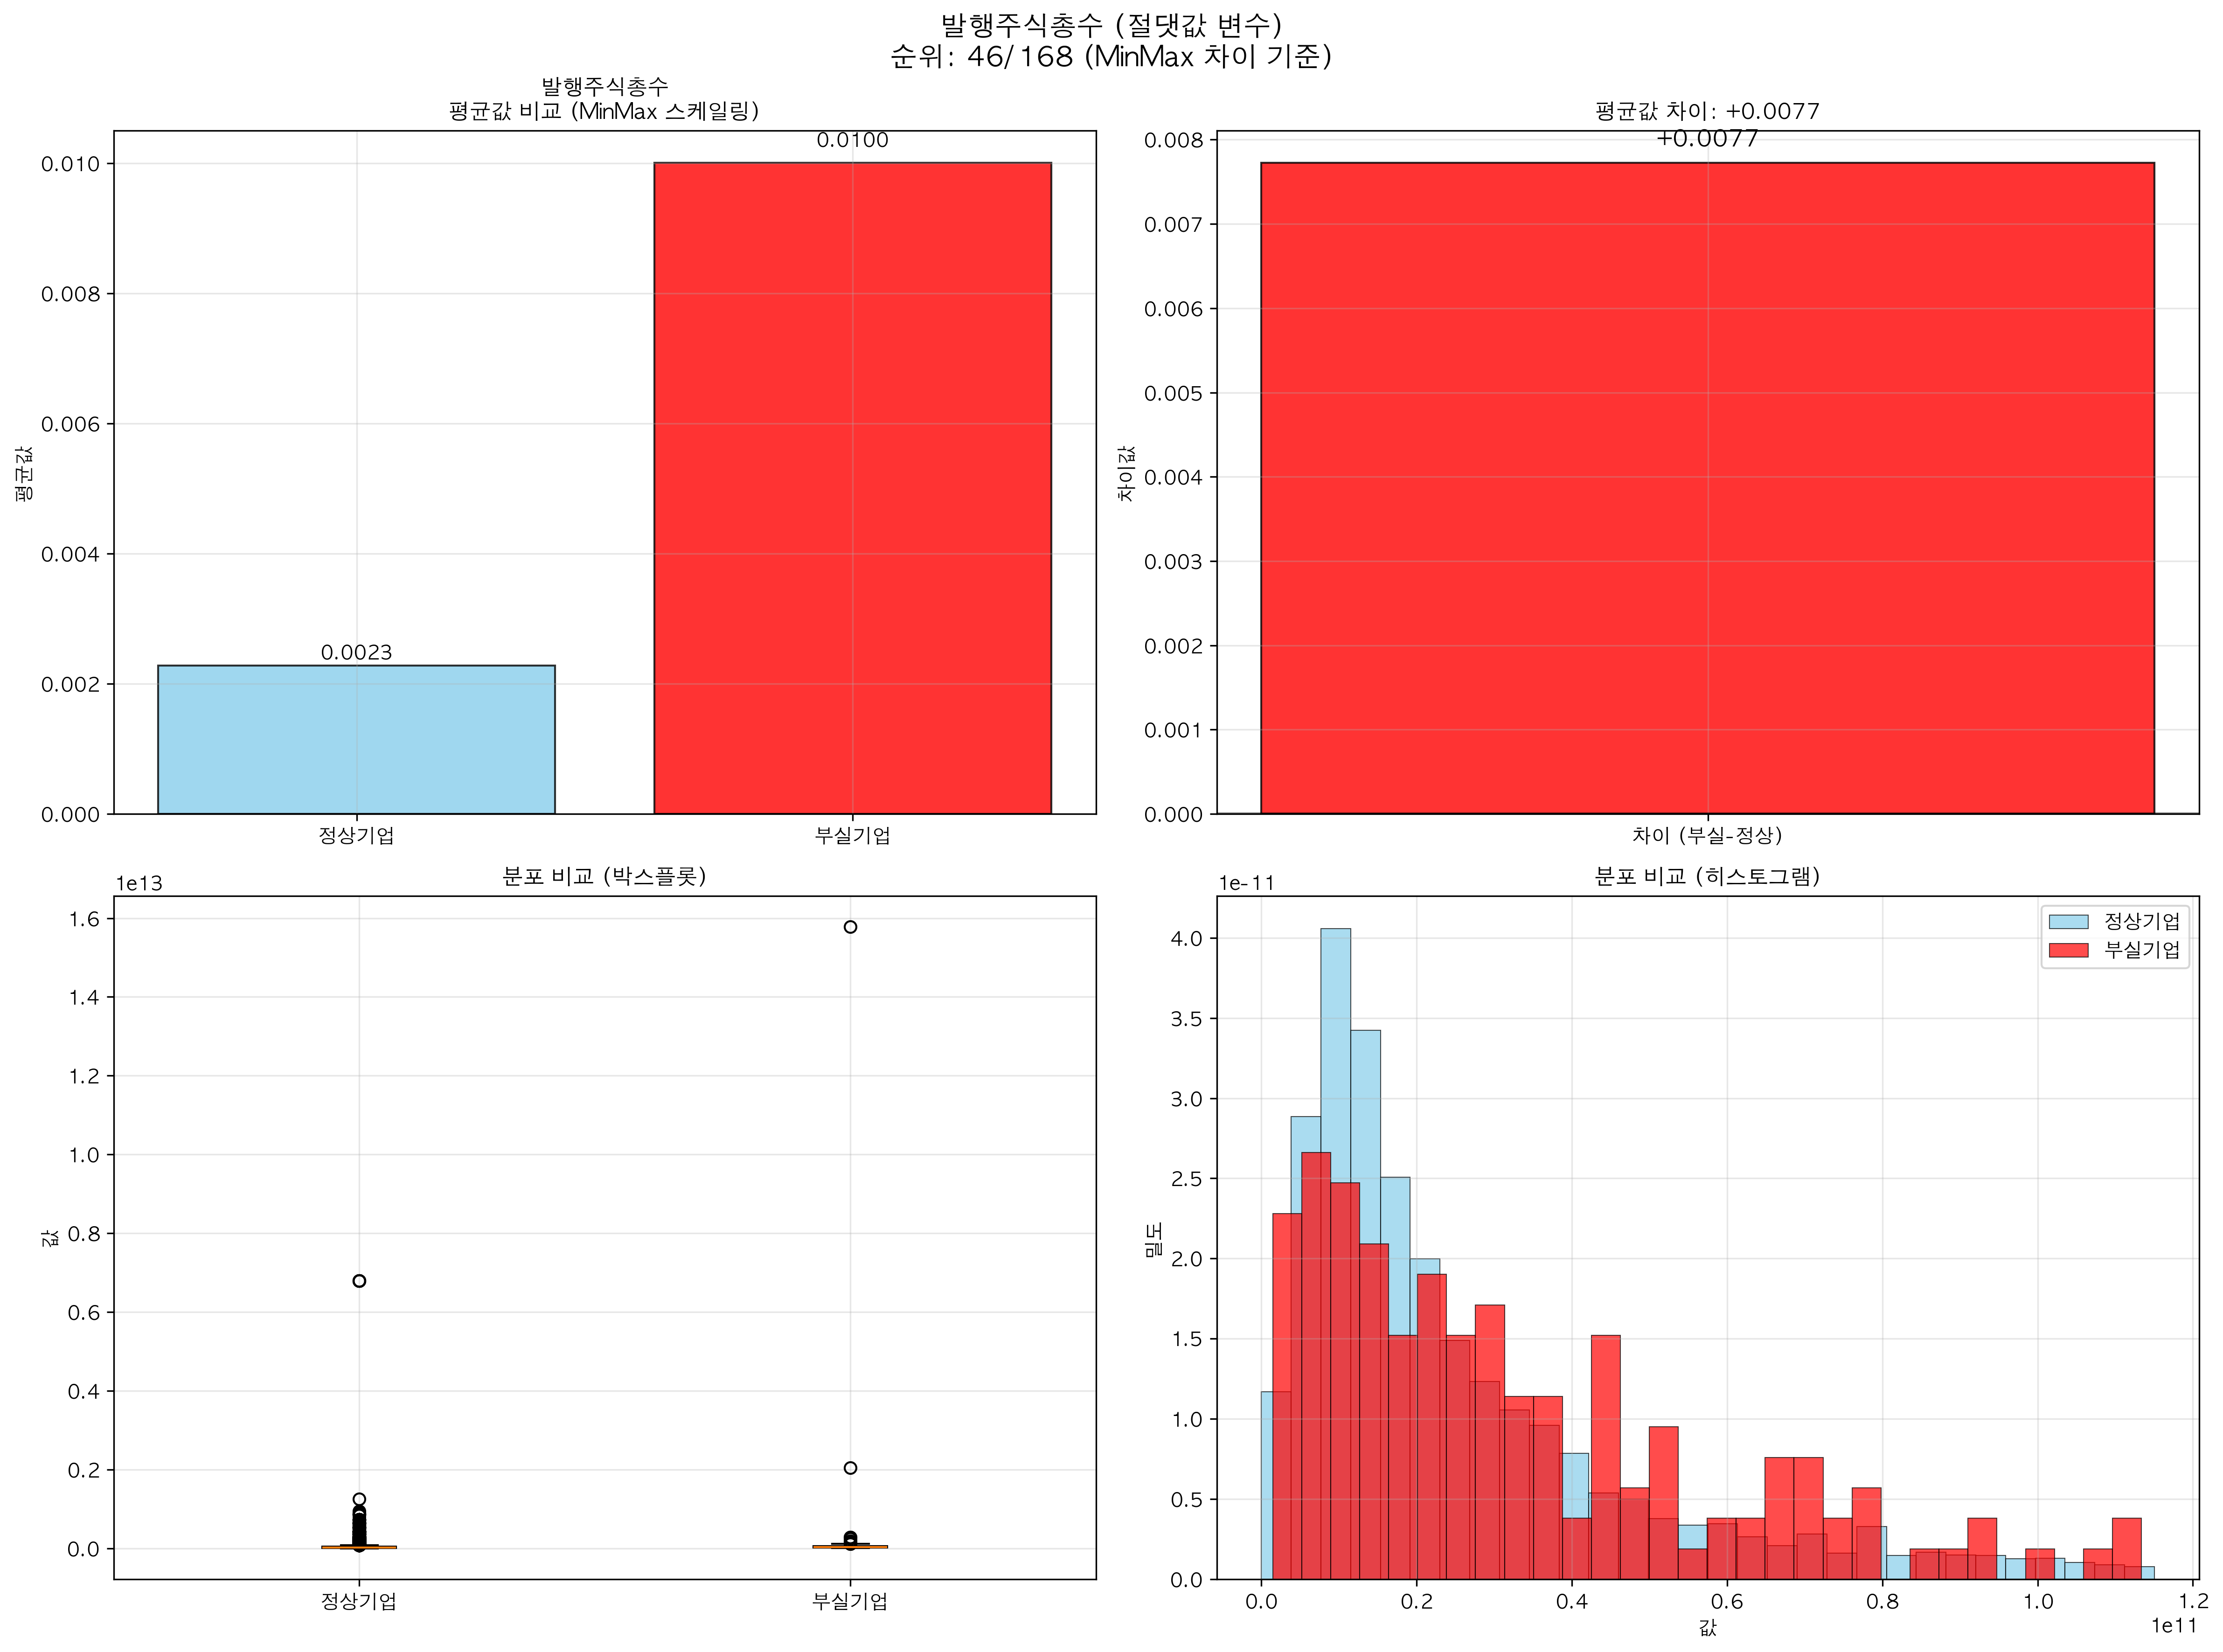 발행주식총수 (절댓값 변수)
순위: 46/168 (MinMax 차이 기준)
발행주식총수
평균값 비교 (MinMax 스케일링)
평균값
0.010
0.008
0.006
0.004
0.002
0.000
0.0023
0.0100
정상기업
부실기업
평균값 차이: +0.0077
차이값
0.008
0.007
0.006
0.005
0.004
0.003
0.002
0.001
0.000
+0.0077
차이 (부실-정상)
분포 비교 (박스플롯)
1e13
값
1.6
1.4
1.2
1.0
0.8
0.6
0.4
0.2
0.0
정상기업
부실기업
분포 비교 (히스토그램)
1e-11
밀도
4.0
3.5
3.0
2.5
2.0
1.5
1.0
0.5
0.0
정상기업
부실기업
0.0
0.2
0.4
0.6
0.8
1.0
1.2
1e11
값